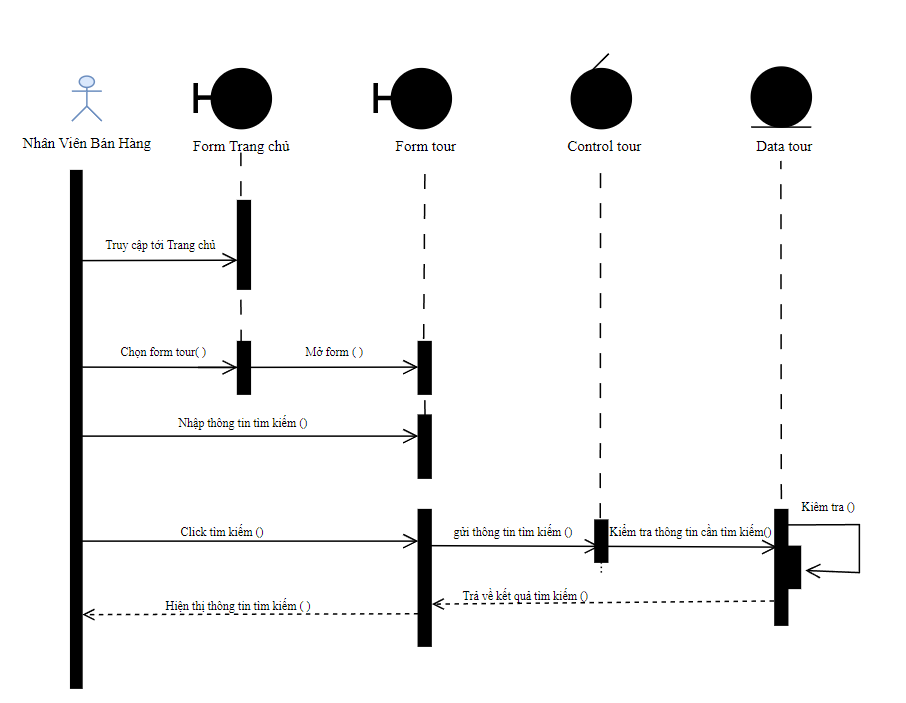 Nhân Viên Bán Hàng
Form Trang chủ
Form tour
Control tour
Data tour
Truy cập tới Trang chủ
Chọn form tour( )
Mở form ( )
Nhập thông tin tìm kiếm ()
Kiêm tra ()
Click tìm kiếm ()
gửi thông tin tìm kiếm ()
Kiểm tra thông tin cần tìm kiếm()
Trả về kết quả tìm kiếm ()
Hiện thị thông tin tìm kiếm ( )